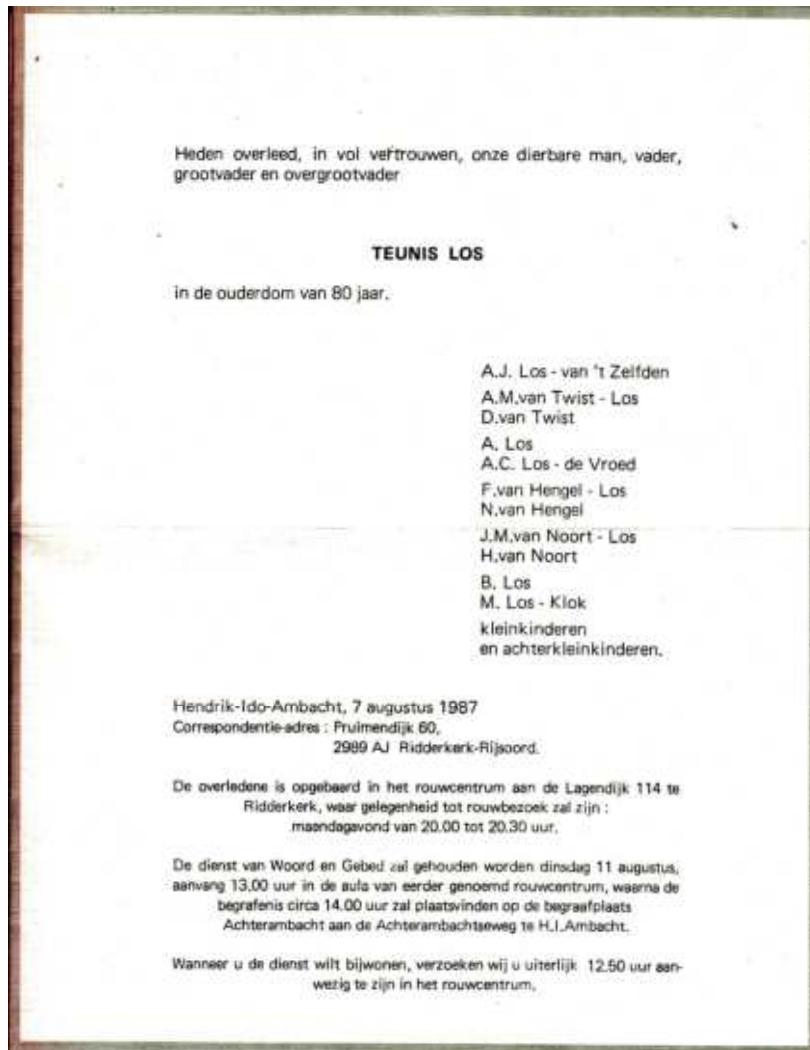 Heden overleed, in vol vertrouwen, onze dierbare man, vader,
grootvader en overgrootvader
TEUNIS LOS
in de ouderdom van 80 jaar.
A.J. Los - van 't Zelfden
A.M.van Twist - Los
D.van Twist
A. Los
A.C. Los - de Vroed
F.van Hengel - Los
N.van Hengel
J.M.van Noort - Los
H.van Noort
B. Los
M. Los - Klok
kleinkinderen
en achterkleinkinderen.
Hendrik-Ido-Ambacht, 7 augustus 1987
Correspondentie-adres : Pruimendijk 60,
2989 AJ Ridderkerk-Rijsoord.
De overledene is opgebaard in het rouwcentrum aan de Lagendijk 114 te
Ridderkerk, waar gelegenheid tot rouwbezoek zal zijn :
maandagavond van 20.00 tot 20.30 uur.
De dienst van Woord en Gebed zal gehouden worden dinsdag 11 augustus,
aanvang 13.00 uur in de aula van eerder genoemd rouwcentrum, waarna de
begrafenis circa 14.00 uur zal plaatsvinden op de begraafplaats
Achterambacht aan de Achterambachtseweg te H.I.Ambacht.
Wanneer u de dienst wilt bijwonen, verzoeken wij u uiterlijk 12.50 uur aan-
wezig te zijn in het rouwcentrum.